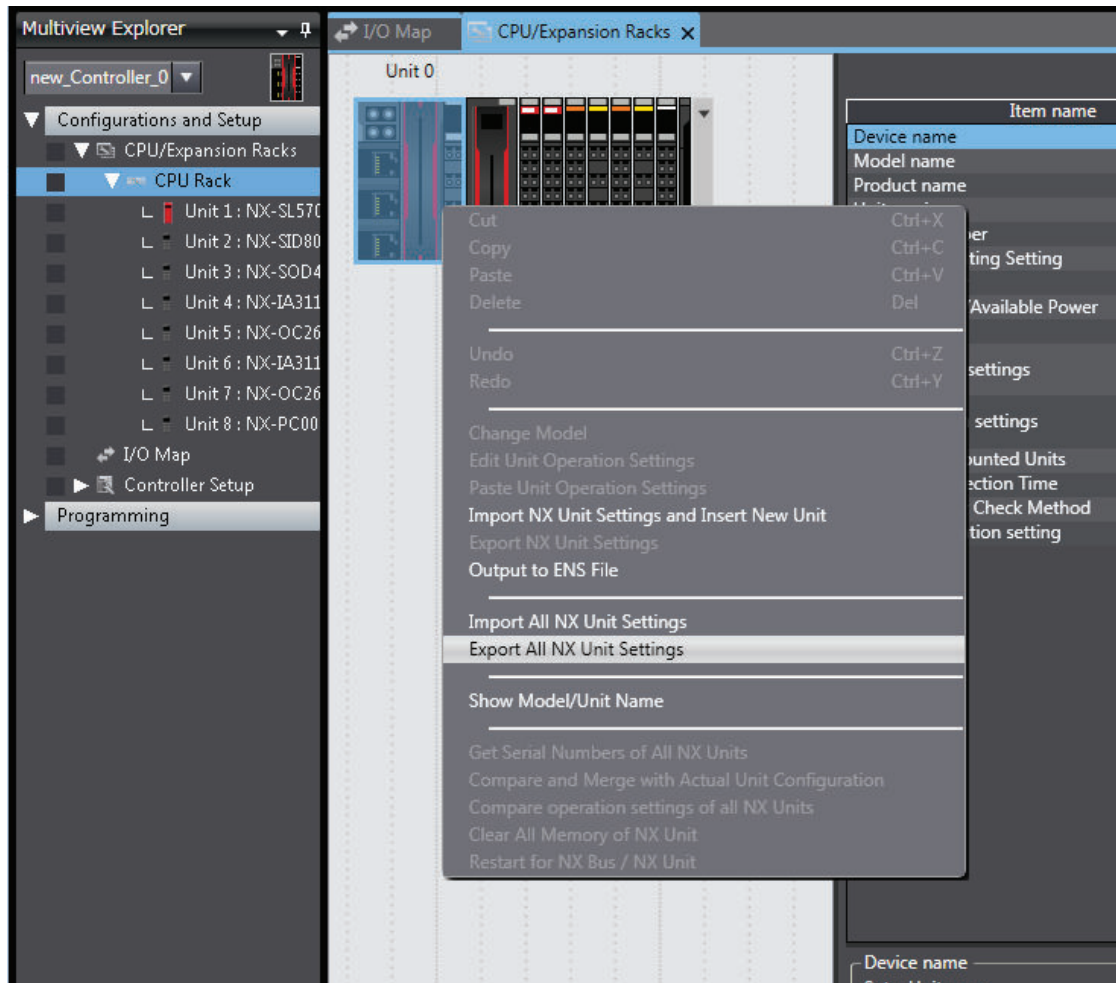 Multiview Explorer
new_Controller_0
Configurations and Setup
CPU/Expansion Racks
CPU Rack
Unit 1 : NX-SL570
Unit 2 : NX-SID80
Unit 3 : NX-SOD4
Unit 4 : NX-IA311
Unit 5 : NX-OC26
Unit 6 : NX-IA311
Unit 7 : NX-OC26
Unit 8 : NX-PC00
I/O Map
Controller Setup
Programming
I/O Map
CPU/Expansion Racks
Unit 0
Cut Ctrl+X
Copy Ctrl+C
Paste Ctrl+V
Delete Del
Undo Ctrl+Z
Redo Ctrl+Y
Change Model
Edit Unit Operation Settings
Paste Unit Operation Settings
Import NX Unit Settings and Insert New Unit
Export NX Unit Settings
Output to ENS File
Import All NX Unit Settings
Export All NX Unit Settings
Show Model/Unit Name
Get Serial Numbers of All NX Units
Compare and Merge with Actual Unit Configuration
Compare operation settings of all NX Units
Clear All Memory of NX Unit
Restart for NX Bus / NX Unit
Item name
Device name
Model name
Product name
ber
ting Setting
/Available Power
settings
settings
ounted Units
ection Time
Check Method
tion setting
Device name